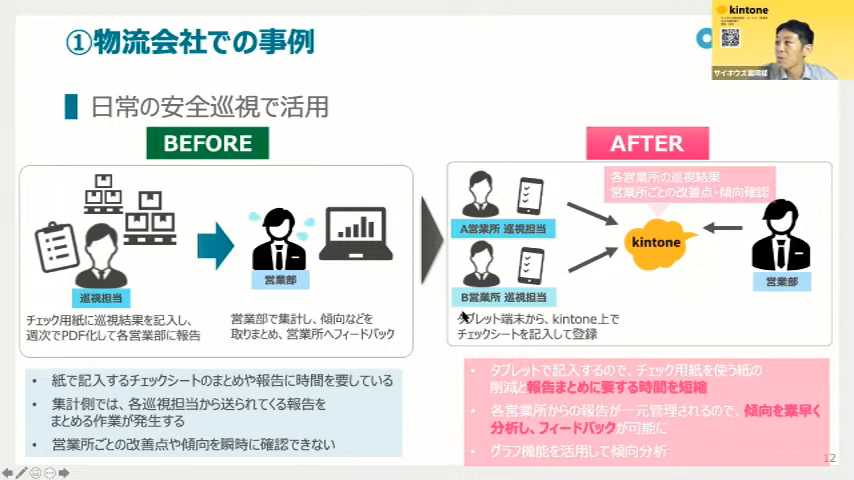 ①物流会社での事例
kintone
日常の安全巡視で活用
BEFORE
巡視担当
営業部
チェック用紙に巡視結果を記入し、
週次でPDF化して各営業部に報告
営業部で集計し、傾向などを
取りまとめ、営業所へフィードバック
・ 紙で記入するチェックシートのまとめや報告に時間を要している
・ 集計側では、各巡視担当から送られてくる報告を
まとめる作業が発生する
・ 営業所ごとの改善点や傾向を瞬時に確認できない
AFTER
各営業所の巡視結果
営業所ごとの改善点・傾向確認
A営業所 巡視担当
kintone
B営業所 巡視担当
営業部
タブレット端末から、kintone上で
チェックシートを記入して登録
・ タブレットで記入するので、チェック用紙を使う紙の
削減と報告まとめに要する時間を短縮
・ 各営業所からの報告が一元管理されるので、傾向を素早く
分析し、フィードバックが可能に
・ グラフ機能を活用して傾向分析
12